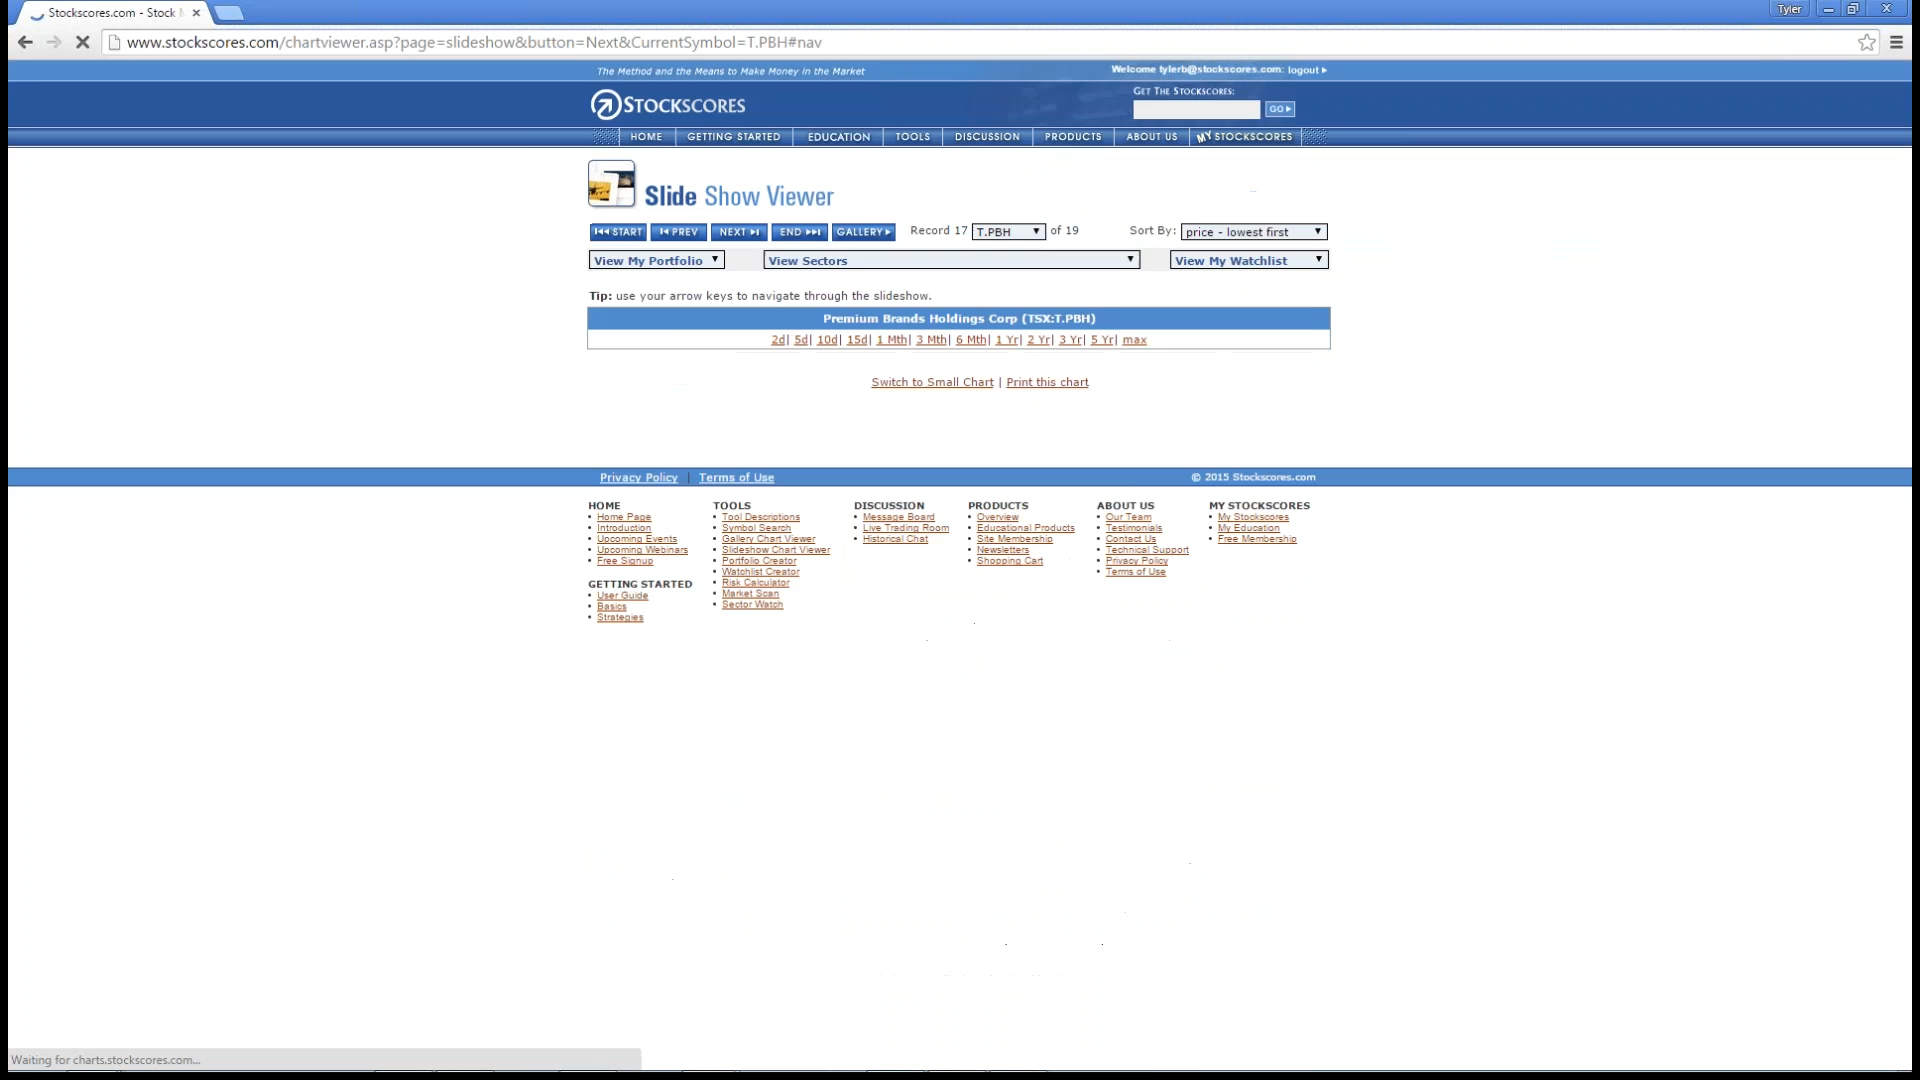 Stockscores.com - Stock
Tyler
www.stockscores.com/chartviewer.asp?page=slideshow&button=Next&CurrentSymbol=T.PBH#nav
The Method and the Means to Make Money in the Market
Welcome tylerb@stockscores.com: logout
STOCKSCORES
GET THE STOCKSCORES:
GO
HOME GETTING STARTED EDUCATION TOOLS DISCUSSION PRODUCTS ABOUT US MY STOCKSCORES
Slide Show Viewer
START PREV NEXT END GALLERY Record 17 T.PBH of 19 Sort By: price - lowest first
View My Portfolio View Sectors View My Watchlist
Tip: use your arrow keys to navigate through the slideshow.
Premium Brands Holdings Corp (TSX:T.PBH)
2d| 5d| 10d| 15d| 1 Mth| 3 Mth| 6 Mth| 1 Yr| 2 Yr| 3 Yr| 5 Yr| max
Switch to Small Chart | Print this chart
Privacy Policy | Terms of Use © 2015 Stockscores.com
HOME
• Home Page
• Introduction
• Upcoming Events
• Upcoming Webinars
• Free Signup
GETTING STARTED
• User Guide
• Basics
• Strategies
TOOLS
• Tool Descriptions
• Symbol Search
• Gallery Chart Viewer
• Slideshow Chart Viewer
• Portfolio Creator
• Watchlist Creator
• Risk Calculator
• Market Scan
• Sector Watch
DISCUSSION
• Message Board
• Live Trading Room
• Historical Chat
PRODUCTS
• Overview
• Educational Products
• Site Membership
• Newsletters
• Shopping Cart
ABOUT US
• Our Team
• Testimonials
• Contact Us
• Technical Support
• Privacy Policy
• Terms of Use
MY STOCKSCORES
• My Stockscores
• My Education
• Free Membership
Waiting for charts.stockscores.com...